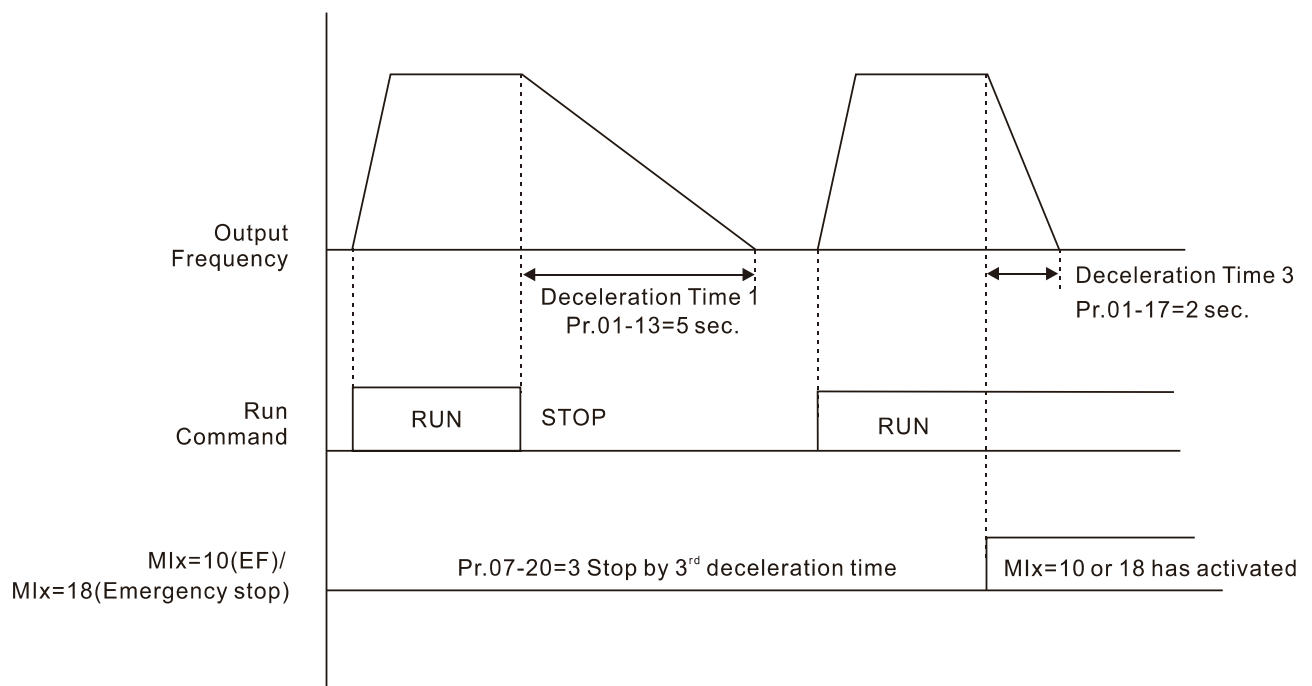 Output
Frequency
Deceleration Time 1
Pr.01-13=5 sec.
Deceleration Time 3
Pr.01-17=2 sec.
Run
Command
RUN
STOP
RUN
MIx=10(EF)/
MIx=18(Emergency stop)
Pr.07-20=3 Stop by 3rd deceleration time
MIx=10 or 18 has activated